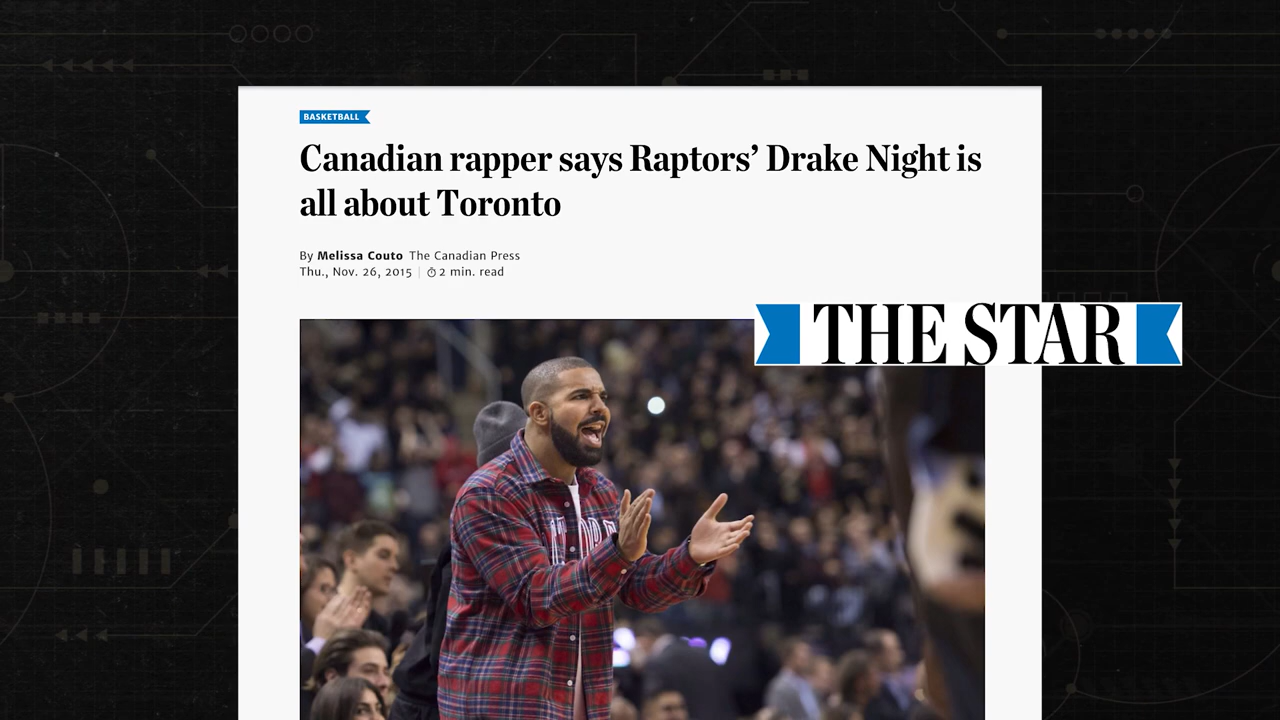 BASKETBALL
Canadian rapper says Raptors’ Drake Night is
all about Toronto
By Melissa Couto The Canadian Press
Thu., Nov. 26, 2015 | 2 min. read
THE STAR